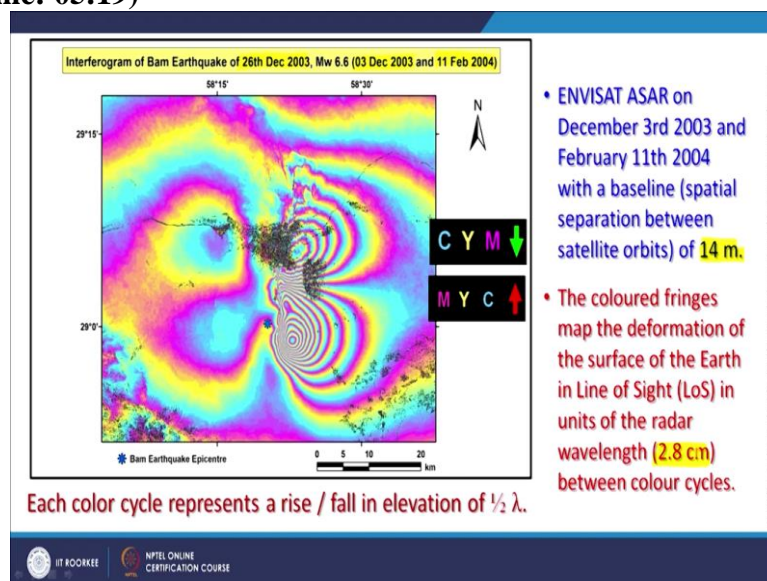 Interferogram of Bam Earthquake of 26th Dec 2003, Mw 6.6 (03 Dec 2003 and 11 Feb 2004)
58°15' 58°30'
29°15'
29°0'
N
C Y M
M Y C
Bam Earthquake Epicentre
0 5 10 20
km
Each color cycle represents a rise / fall in elevation of ½ λ.
• ENVISAT ASAR on
December 3rd 2003 and
February 11th 2004
with a baseline (spatial
separation between
satellite orbits) of 14 m.
• The coloured fringes
map the deformation of
the surface of the Earth
in Line of Sight (LoS) in
units of the radar
wavelength (2.8 cm)
between colour cycles.
IIT ROORKEE
NPTEL ONLINE
CERTIFICATION COURSE